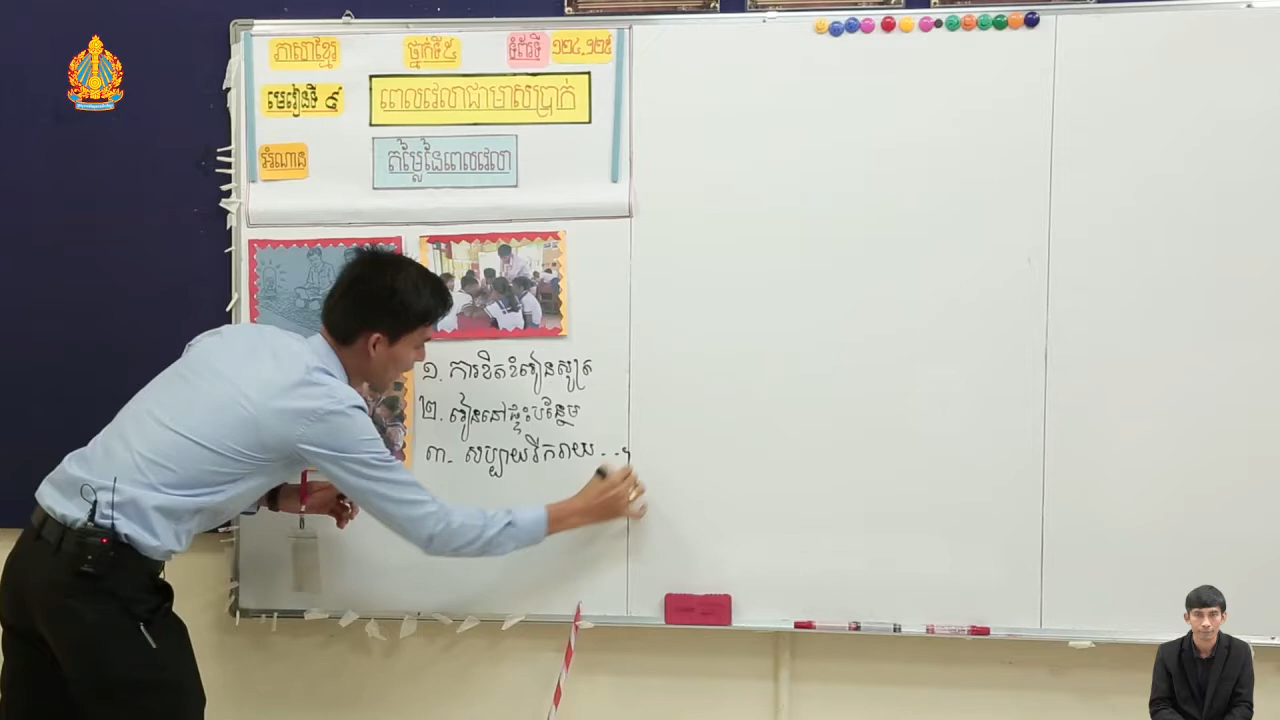 ភាសាខ្មែរ ថ្នាក់ទី៥ ទំព័រទី ១២៤,១២៥
មេរៀនទី ៩ ពេលវេលាជាមាសប្រាក់
អំណាន តម្លៃនៃពេលវេលា
១. ការខិតខំរៀនសូត្រ
២. រៀននៅផ្ទះបន្ថែម
៣. សប្បាយរីករាយ...។